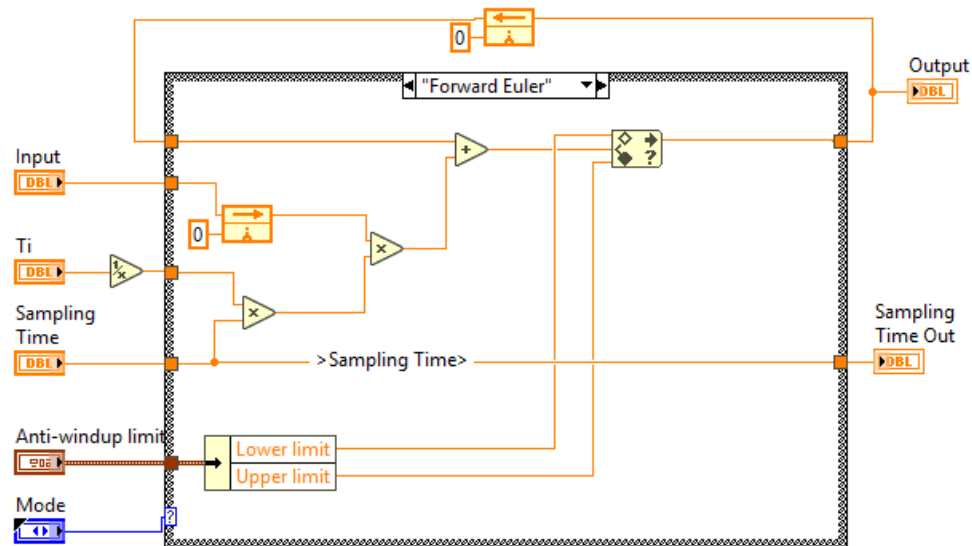 0
"Forward Euler"
Output
DBL
+
?
Input
DBL
0
x
Ti
DBL
1/x
x
Sampling
Time
DBL
>Sampling Time>
Sampling
Time Out
DBL
Anti-windup limit
Lower limit
Upper limit
Mode
?